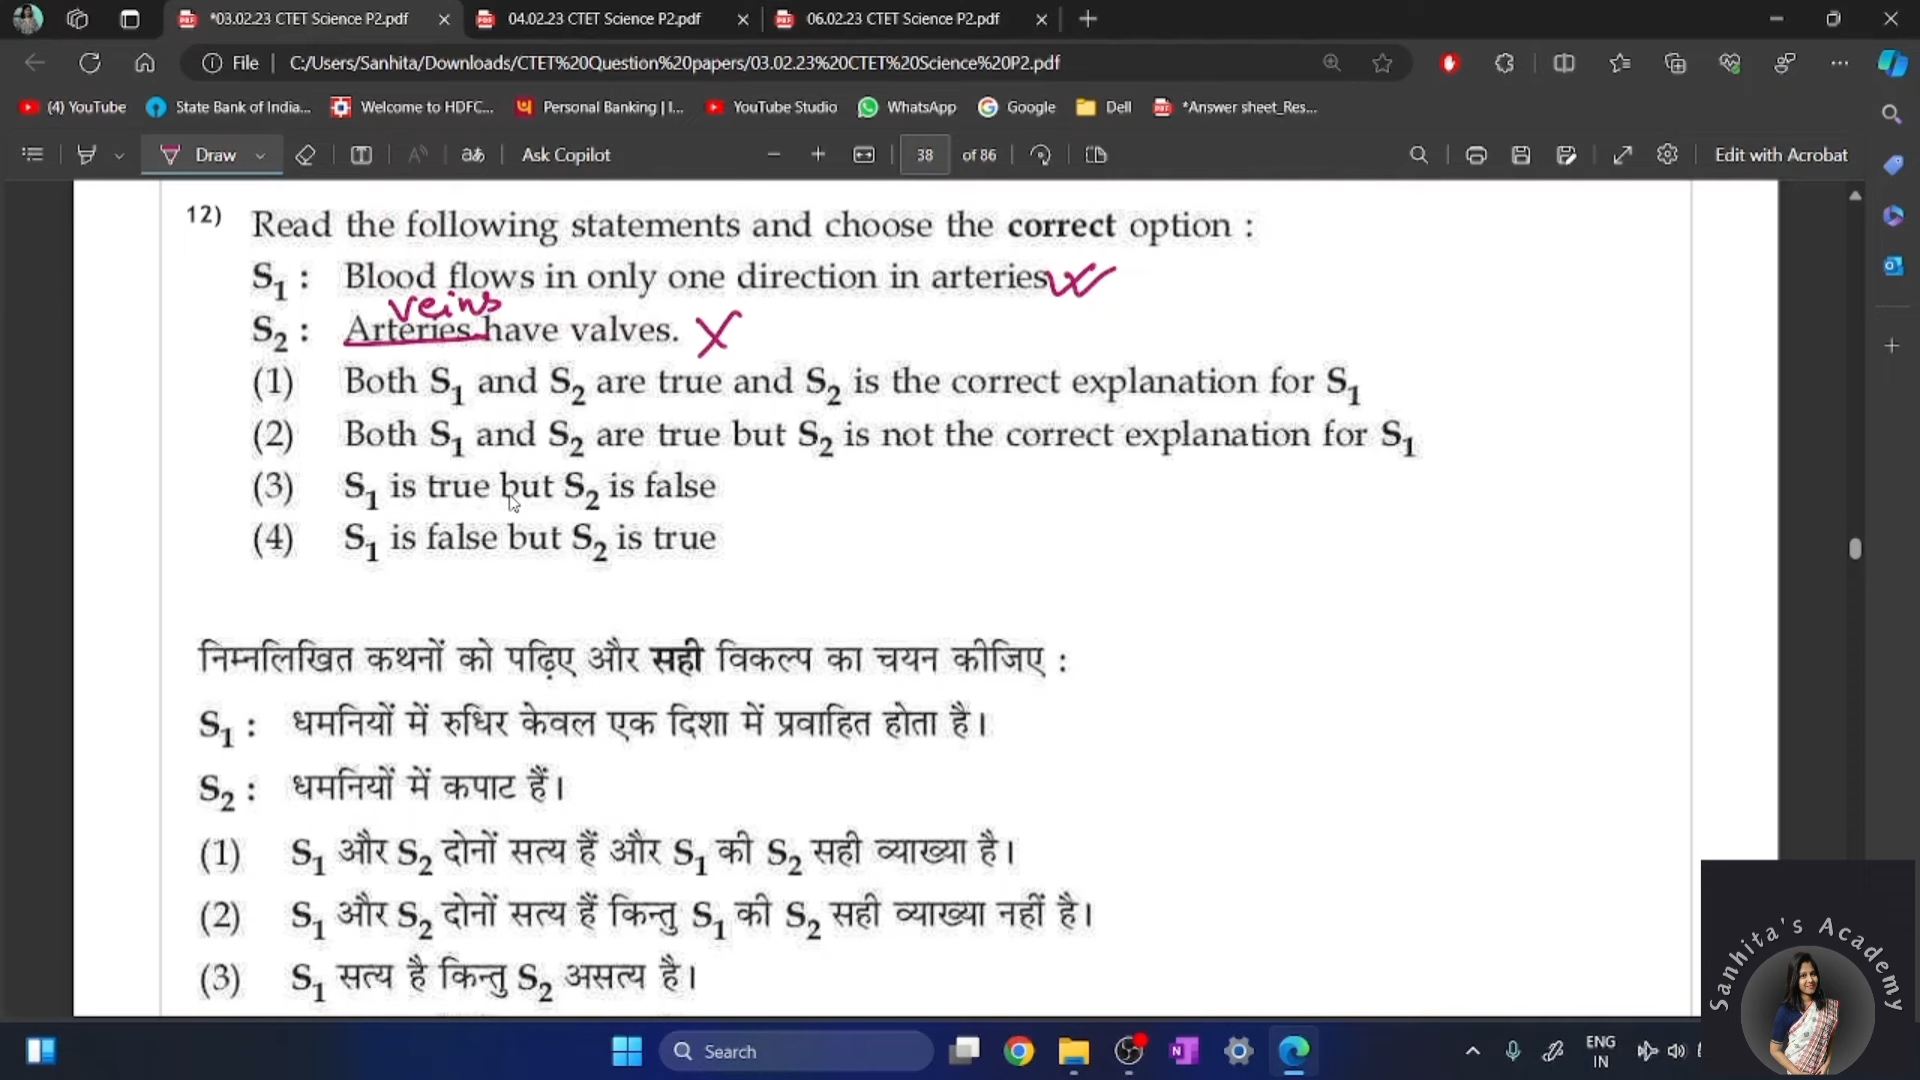 *03.02.23 CTET Science P2.pdf
04.02.23 CTET Science P2.pdf
06.02.23 CTET Science P2.pdf
File
C:/Users/Sanhita/Downloads/CTET%20Question%20papers/03.02.23%20CTET%20Science%20P2.pdf
(4) YouTube
State Bank of India...
Welcome to HDFC...
Personal Banking | I...
YouTube Studio
WhatsApp
Google
Dell
*Answer sheet_Res...
Draw
Ask Copilot
38 of 86
Edit with Acrobat
12) Read the following statements and choose the correct option :
S1 : Blood flows in only one direction in arteries
veins
S2 : Arteries have valves.
(1) Both S1 and S2 are true and S2 is the correct explanation for S1
(2) Both S1 and S2 are true but S2 is not the correct explanation for S1
(3) S1 is true but S2 is false
(4) S1 is false but S2 is true
निम्नलिखित कथनों को पढ़िए और सही विकल्प का चयन कीजिए :
S1 : धमनियों में रुधिर केवल एक दिशा में प्रवाहित होता है।
S2 : धमनियों में कपाट हैं।
(1) S1 और S2 दोनों सत्य हैं और S1 की S2 सही व्याख्या है।
(2) S1 और S2 दोनों सत्य हैं किन्तु S1 की S2 सही व्याख्या नहीं है।
(3) S1 सत्य है किन्तु S2 असत्य है।
Sanhita's Academy
Search
ENG
IN